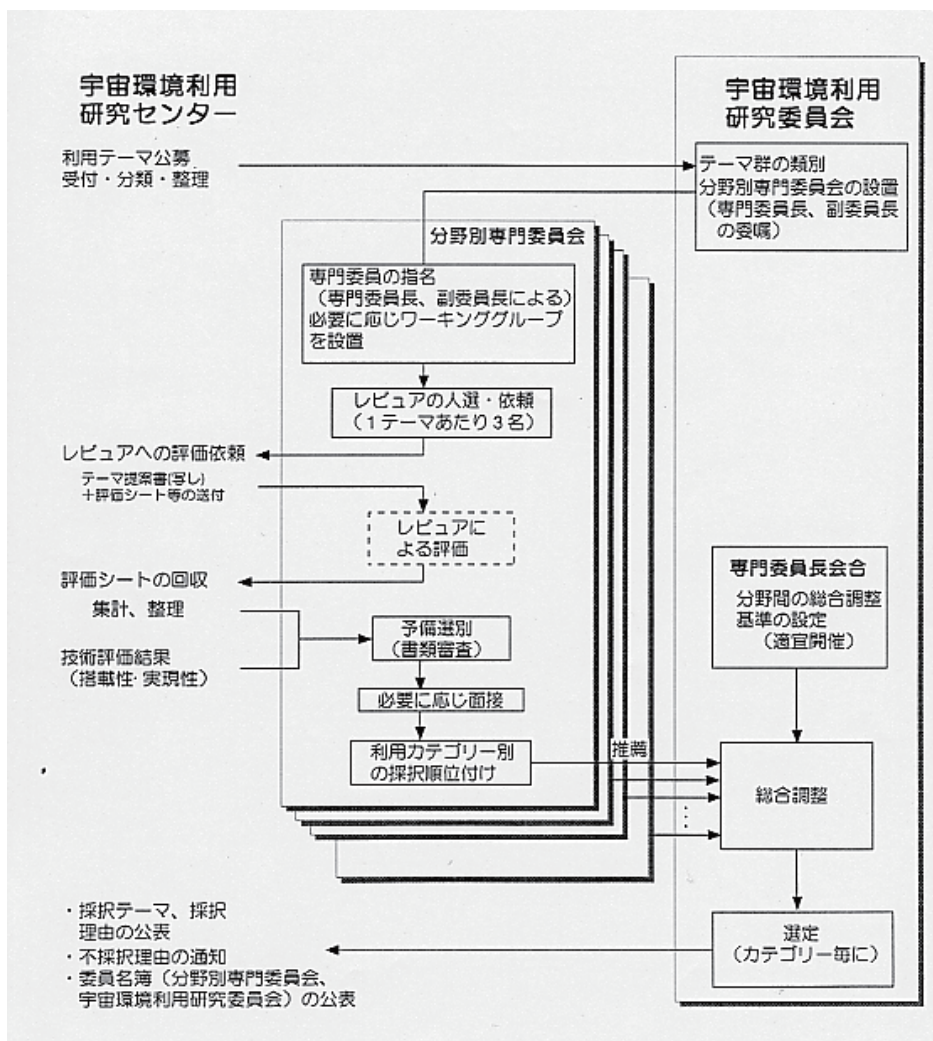 宇宙環境利用
研究センター
宇宙環境利用
研究委員会
利用テーマ公募
受付・分類・整理
テーマ群の類別
分野別専門委員会の設置
(専門委員長、副委員長
の委嘱)
分野別専門委員会
専門委員の指名
(専門委員長、副委員長による)
必要に応じワーキンググループ
を設置
レビュアの人選・依頼
(1テーマあたり3名)
レビュアへの評価依頼
テーマ提案書(写し)
+評価シート等の送付
レビュアに
よる評価
評価シートの回収
集計、整理
技術評価結果
(搭載性・実現性)
予備選別
(書類審査)
必要に応じ面接
利用カテゴリー別
の採択順位付け
推薦
専門委員長会合
分野間の総合調整
基準の設定
(適宜開催)
総合調整
選定
(カテゴリー毎に)
・採択テーマ、採択
理由の公表
・不採択理由の通知
・委員名簿(分野別専門委員会、
宇宙環境利用研究委員会)の公表